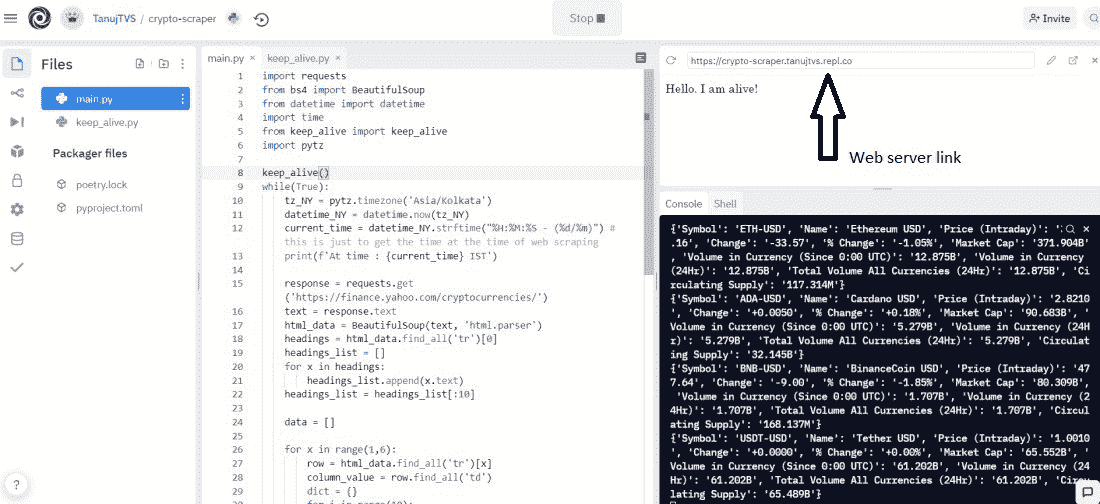 TanujTVS / crypto-scraper
Stop
Invite
Files
main.py
keep_alive.py
Packager files
poetry.lock
pyproject.toml
main.py
keep_alive.py
1 import requests
2 from bs4 import BeautifulSoup
3 from datetime import datetime
4 import time
5 from keep_alive import keep_alive
6 import pytz
7
8 keep_alive()
9 while(True):
10 tz_NY = pytz.timezone('Asia/Kolkata')
11 datetime_NY = datetime.now(tz_NY)
12 current_time = datetime_NY.strftime("%H:%M:%S - (%d/%m)") #
this is just to get the time at the time of web scraping
13 print(f'At time : {current_time} IST')
14
15 response = requests.get
('https://finance.yahoo.com/cryptocurrencies/')
16 text = response.text
17 html_data = BeautifulSoup(text, 'html.parser')
18 headings = html_data.find_all('tr')[0]
19 headings_list = []
20 for x in headings:
21 headings_list.append(x.text)
22 headings_list = headings_list[:10]
23
24 data = []
25
26 for x in range(1,6):
27 row = html_data.find_all('tr')[x]
28 column_value = row.find_all('td')
29 dict = {}
https://crypto-scraper.tanujtvs.repl.co
Hello. I am alive!
Web server link
Console
Shell
{'Symbol': 'ETH-USD', 'Name': 'Ethereum USD', 'Price (Intraday)':
.16', 'Change': '-33.57', '% Change': '-1.05%', 'Market Cap': '371.904B'
, 'Volume in Currency (Since 0:00 UTC)': '12.875B', 'Volume in Currency
(24Hr)': '12.875B', 'Total Volume All Currencies (24Hr)': '12.875B', 'Ci
rculating Supply': '117.314M'}
{'Symbol': 'ADA-USD', 'Name': 'Cardano USD', 'Price (Intraday)': '2.8210
', 'Change': '+0.0050', '% Change': '+0.18%', 'Market Cap': '90.683B', '
Volume in Currency (Since 0:00 UTC)': '5.279B', 'Volume in Currency (24H
r)': '5.279B', 'Total Volume All Currencies (24Hr)': '5.279B', 'Circulat
ing Supply': '32.145B'}
{'Symbol': 'BNB-USD', 'Name': 'BinanceCoin USD', 'Price (Intraday)': '47
7.64', 'Change': '-9.00', '% Change': '-1.85%', 'Market Cap': '80.309B',
'Volume in Currency (Since 0:00 UTC)': '1.707B', 'Volume in Currency (2
4Hr)': '1.707B', 'Total Volume All Currencies (24Hr)': '1.707B', 'Circul
ating Supply': '168.137M'}
{'Symbol': 'USDT-USD', 'Name': 'Tether USD', 'Price (Intraday)': '1.0010
', 'Change': '+0.0000', '% Change': '+0.00%', 'Market Cap': '65.552B', '
Volume in Currency (Since 0:00 UTC)': '61.202B', 'Volume in Currency (24
Hr)': '61.202B', 'Total Volume All Currencies (24Hr)': '61.202B',
lating Supply': '65.489B'}